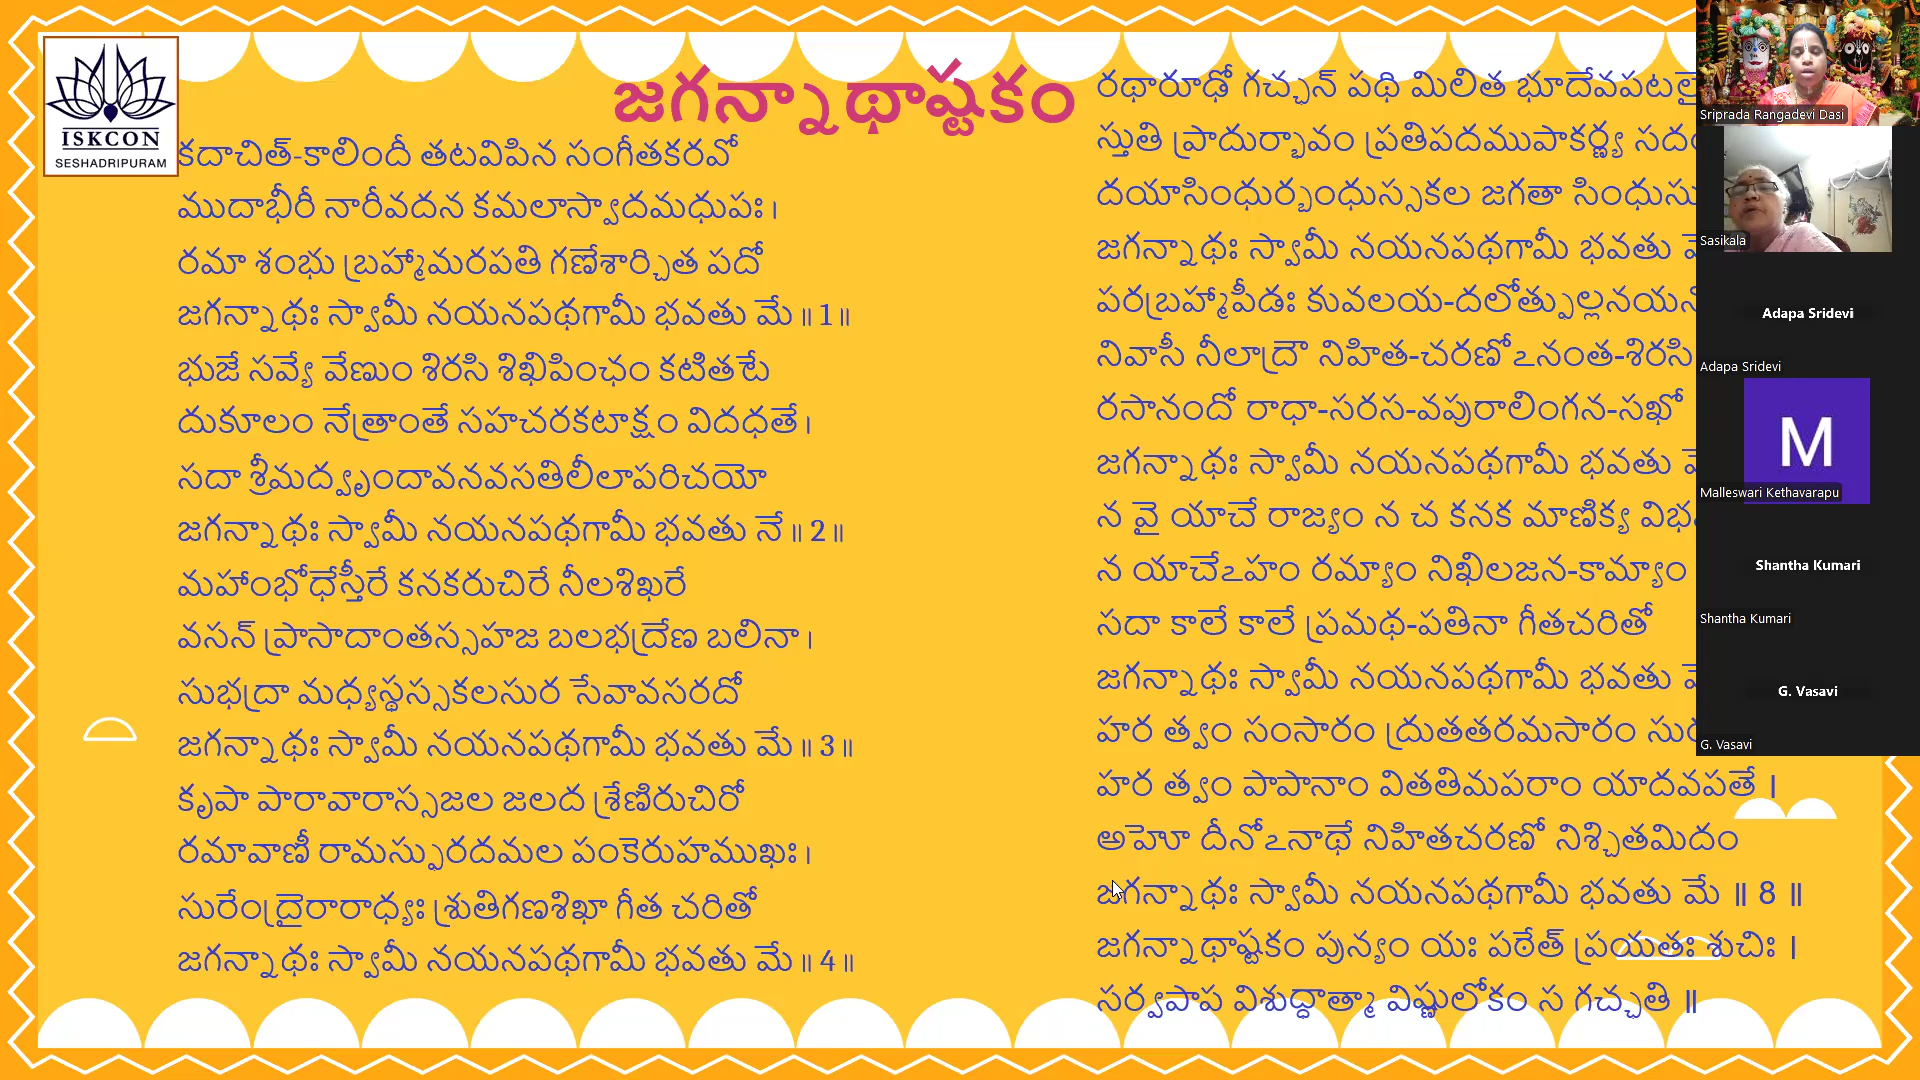 ISKCON
SESHADRIPURAM
జగన్నాథాష్టకం
కదాచిత్-కాలిందీ తటవిపిన సంగీతకరవో
ముదాభీరీ నారీవదన కమలాస్వాదమధుపః ।
రమా శంభు బ్రహ్మామరపతి గణేశార్చిత పదో
జగన్నాథః స్వామీ నయనపథగామీ భవతు మే ॥ 1 ॥
భుజే సవ్యే వేణుం శిరసి శిఖిపింఛం కటితటే
దుకూలం నేత్రాంతే సహచరకటాక్షం విదధతే ।
సదా శ్రీమద్వృందావనవసతిలీలాపరిచయో
జగన్నాథః స్వామీ నయనపథగామీ భవతు నే ॥ 2 ॥
మహాంభోధేస్తీరే కనకరుచిరే నీలశిఖరే
వసన్ ప్రాసాదాంతస్సహజ బలభద్రేణ బలినా ।
సుభద్రా మధ్యస్థస్సకలసుర సేవావసరదో
జగన్నాథః స్వామీ నయనపథగామీ భవతు మే ॥ 3 ॥
కృపా పారావారాస్సజల జలద శ్రేణిరుచిరో
రమావాణీ రామస్ఫురదమల పంకెరుహముఖః ।
సురేంద్రైరారాధ్యః శ్రుతిగణశిఖా గీత చరితో
జగన్నాథః స్వామీ నయనపథగామీ భవతు మే ॥ 4 ॥
రథారూఢో గచ్ఛన్ పథి మిలిత
స్తుతి ప్రాదుర్భావం ప్రతిపదముపాకర్ణ్య
దయాసింధుర్బంధుస్సకల జగతా
జగన్నాథః స్వామీ నయనపథగామీ భవతు
పరబ్రహ్మాపీడః
నివాసీ నీలాద్రౌ నిహిత-చరణోఽనంత-శిరసి
రసానందో రాధా-సరస-వపురాలింగన-సఖో
జగన్నాథః స్వామీ నయనపథగామీ భవతు
న వై యాచే రాజ్యం న చ కనక మాణిక్య
న యాచేఽహం రమ్యాం నిఖిలజన-కామ్యాం
సదా కాలే కాలే ప్రమథ-పతినా గీతచరితో
జగన్నాథః స్వామీ నయనపథగామీ భవతు
హర త్వం సంసారం ద్రుతతరమసారం
హర త్వం పాపానాం వితతిమపరాం యాదవపతే ।
అహెూ దీనోఽనాథే నిహితచరణో నిశ్చితమిదం
జగన్నాథః స్వామీ నయనపథగామీ భవతు మే ॥ 8 ॥
జగన్నాథాష్టకం పున్యం యః పఠేత్ ప్రయతః శుచిః ।
సర్వపాప విశుద్ధాత్మా విష్ణులోకం స గచ్ఛతి ॥
Sriprada Rangadevi Dasi
Sasikala
Adapa Sridevi
Adapa Sridevi
M
Malleswari Kethavarapu
Shantha Kumari
Shantha Kumari
G. Vasavi
G. Vasavi